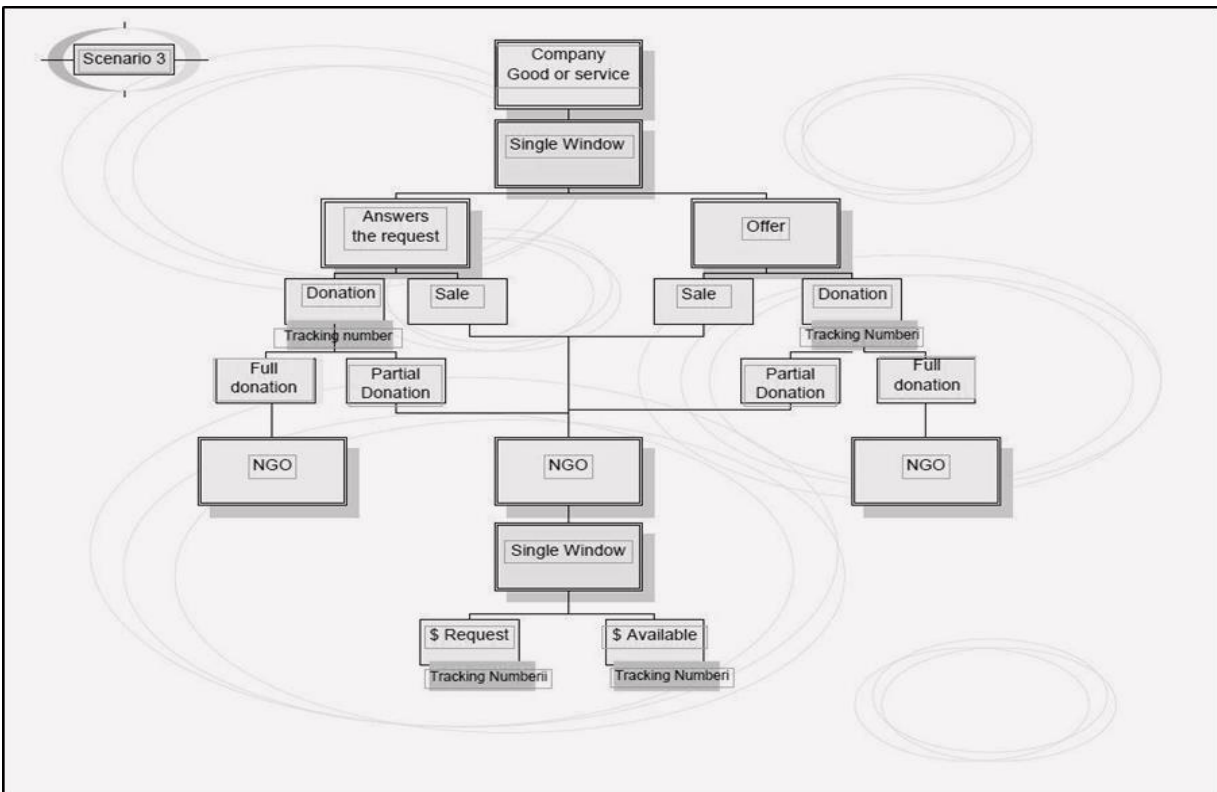 Scenario 3
Company
Good or service
Single Window
Answers
the request
Offer
Donation
Sale
Sale
Donation
Tracking number
Tracking Numberi
Full
donation
Partial
Donation
Partial
Donation
Full
donation
NGO
NGO
NGO
Single Window
$ Request
$ Available
Tracking Numberii
Tracking Numberi